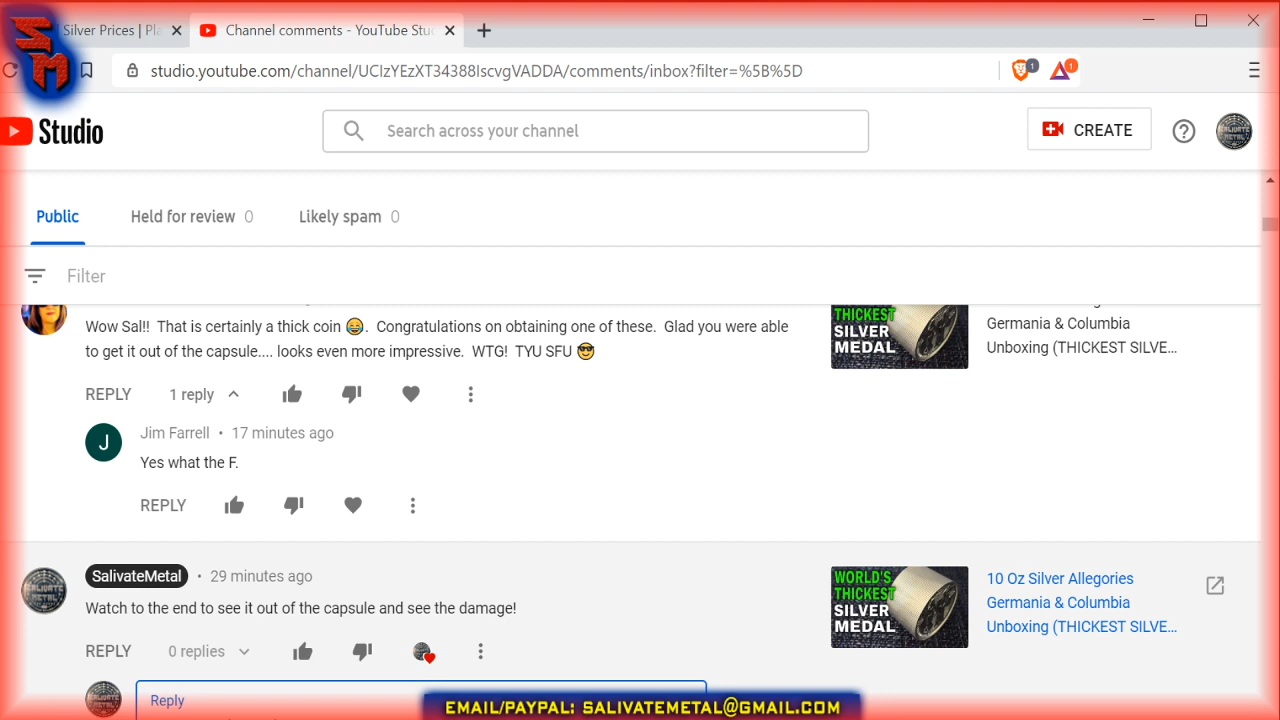 SM
Silver Prices | Pla
Channel comments - YouTube Stu
studio.youtube.com/channel/UCIzYEzXT34388IscvgVADDA/comments/inbox?filter=%5B%5D
1
1
Studio
Search across your channel
CREATE
Public
Held for review 0
Likely spam 0
Filter
Wow Sal!! That is certainly a thick coin 😂. Congratulations on obtaining one of these. Glad you were able
to get it out of the capsule.... looks even more impressive. WTG! TYU SFU 😎
THICKEST
SILVER
MEDAL
Germania & Columbia
Unboxing (THICKEST SILVE...
REPLY
1 reply
J
Jim Farrell • 17 minutes ago
Yes what the F.
REPLY
SALIVATE
METAL
SalivateMetal • 29 minutes ago
Watch to the end to see it out of the capsule and see the damage!
WORLD'S
THICKEST
SILVER
MEDAL
10 Oz Silver Allegories
Germania & Columbia
Unboxing (THICKEST SILVE...
REPLY
0 replies
Reply
EMAIL/PAYPAL: SALIVATEMETAL@GMAIL.COM